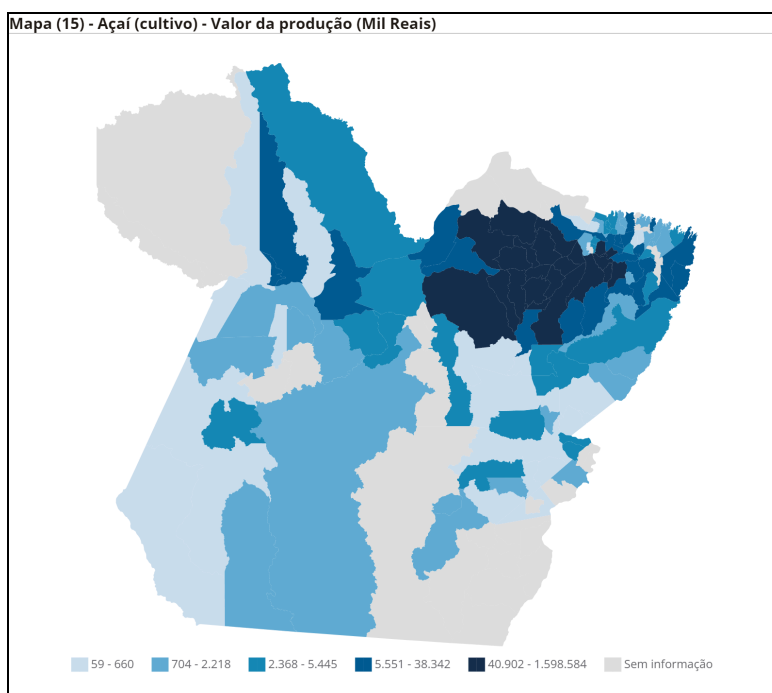 Mapa (15) - Açaí (cultivo) - Valor da produção (Mil Reais)
59 - 660 704 - 2.218 2.368 - 5.445 5.551 - 38.342 40.902 - 1.598.584 Sem informação